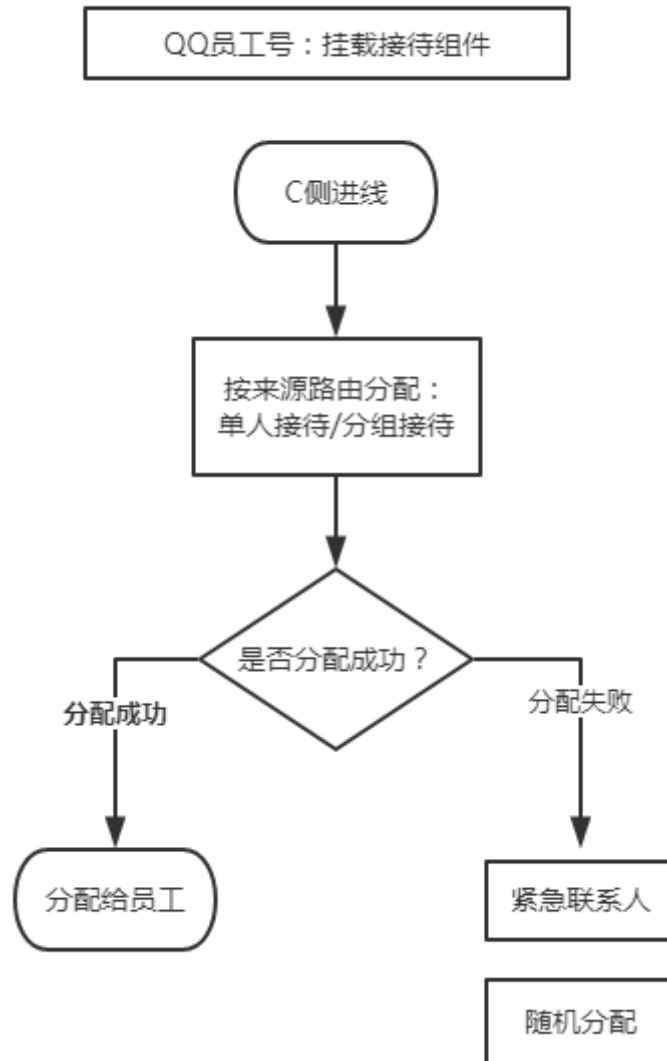 QQ员工号：挂载接待组件
C侧进线
按来源路由分配：
单人接待/分组接待
是否分配成功？
分配成功
分配失败
分配给员工
紧急联系人
随机分配